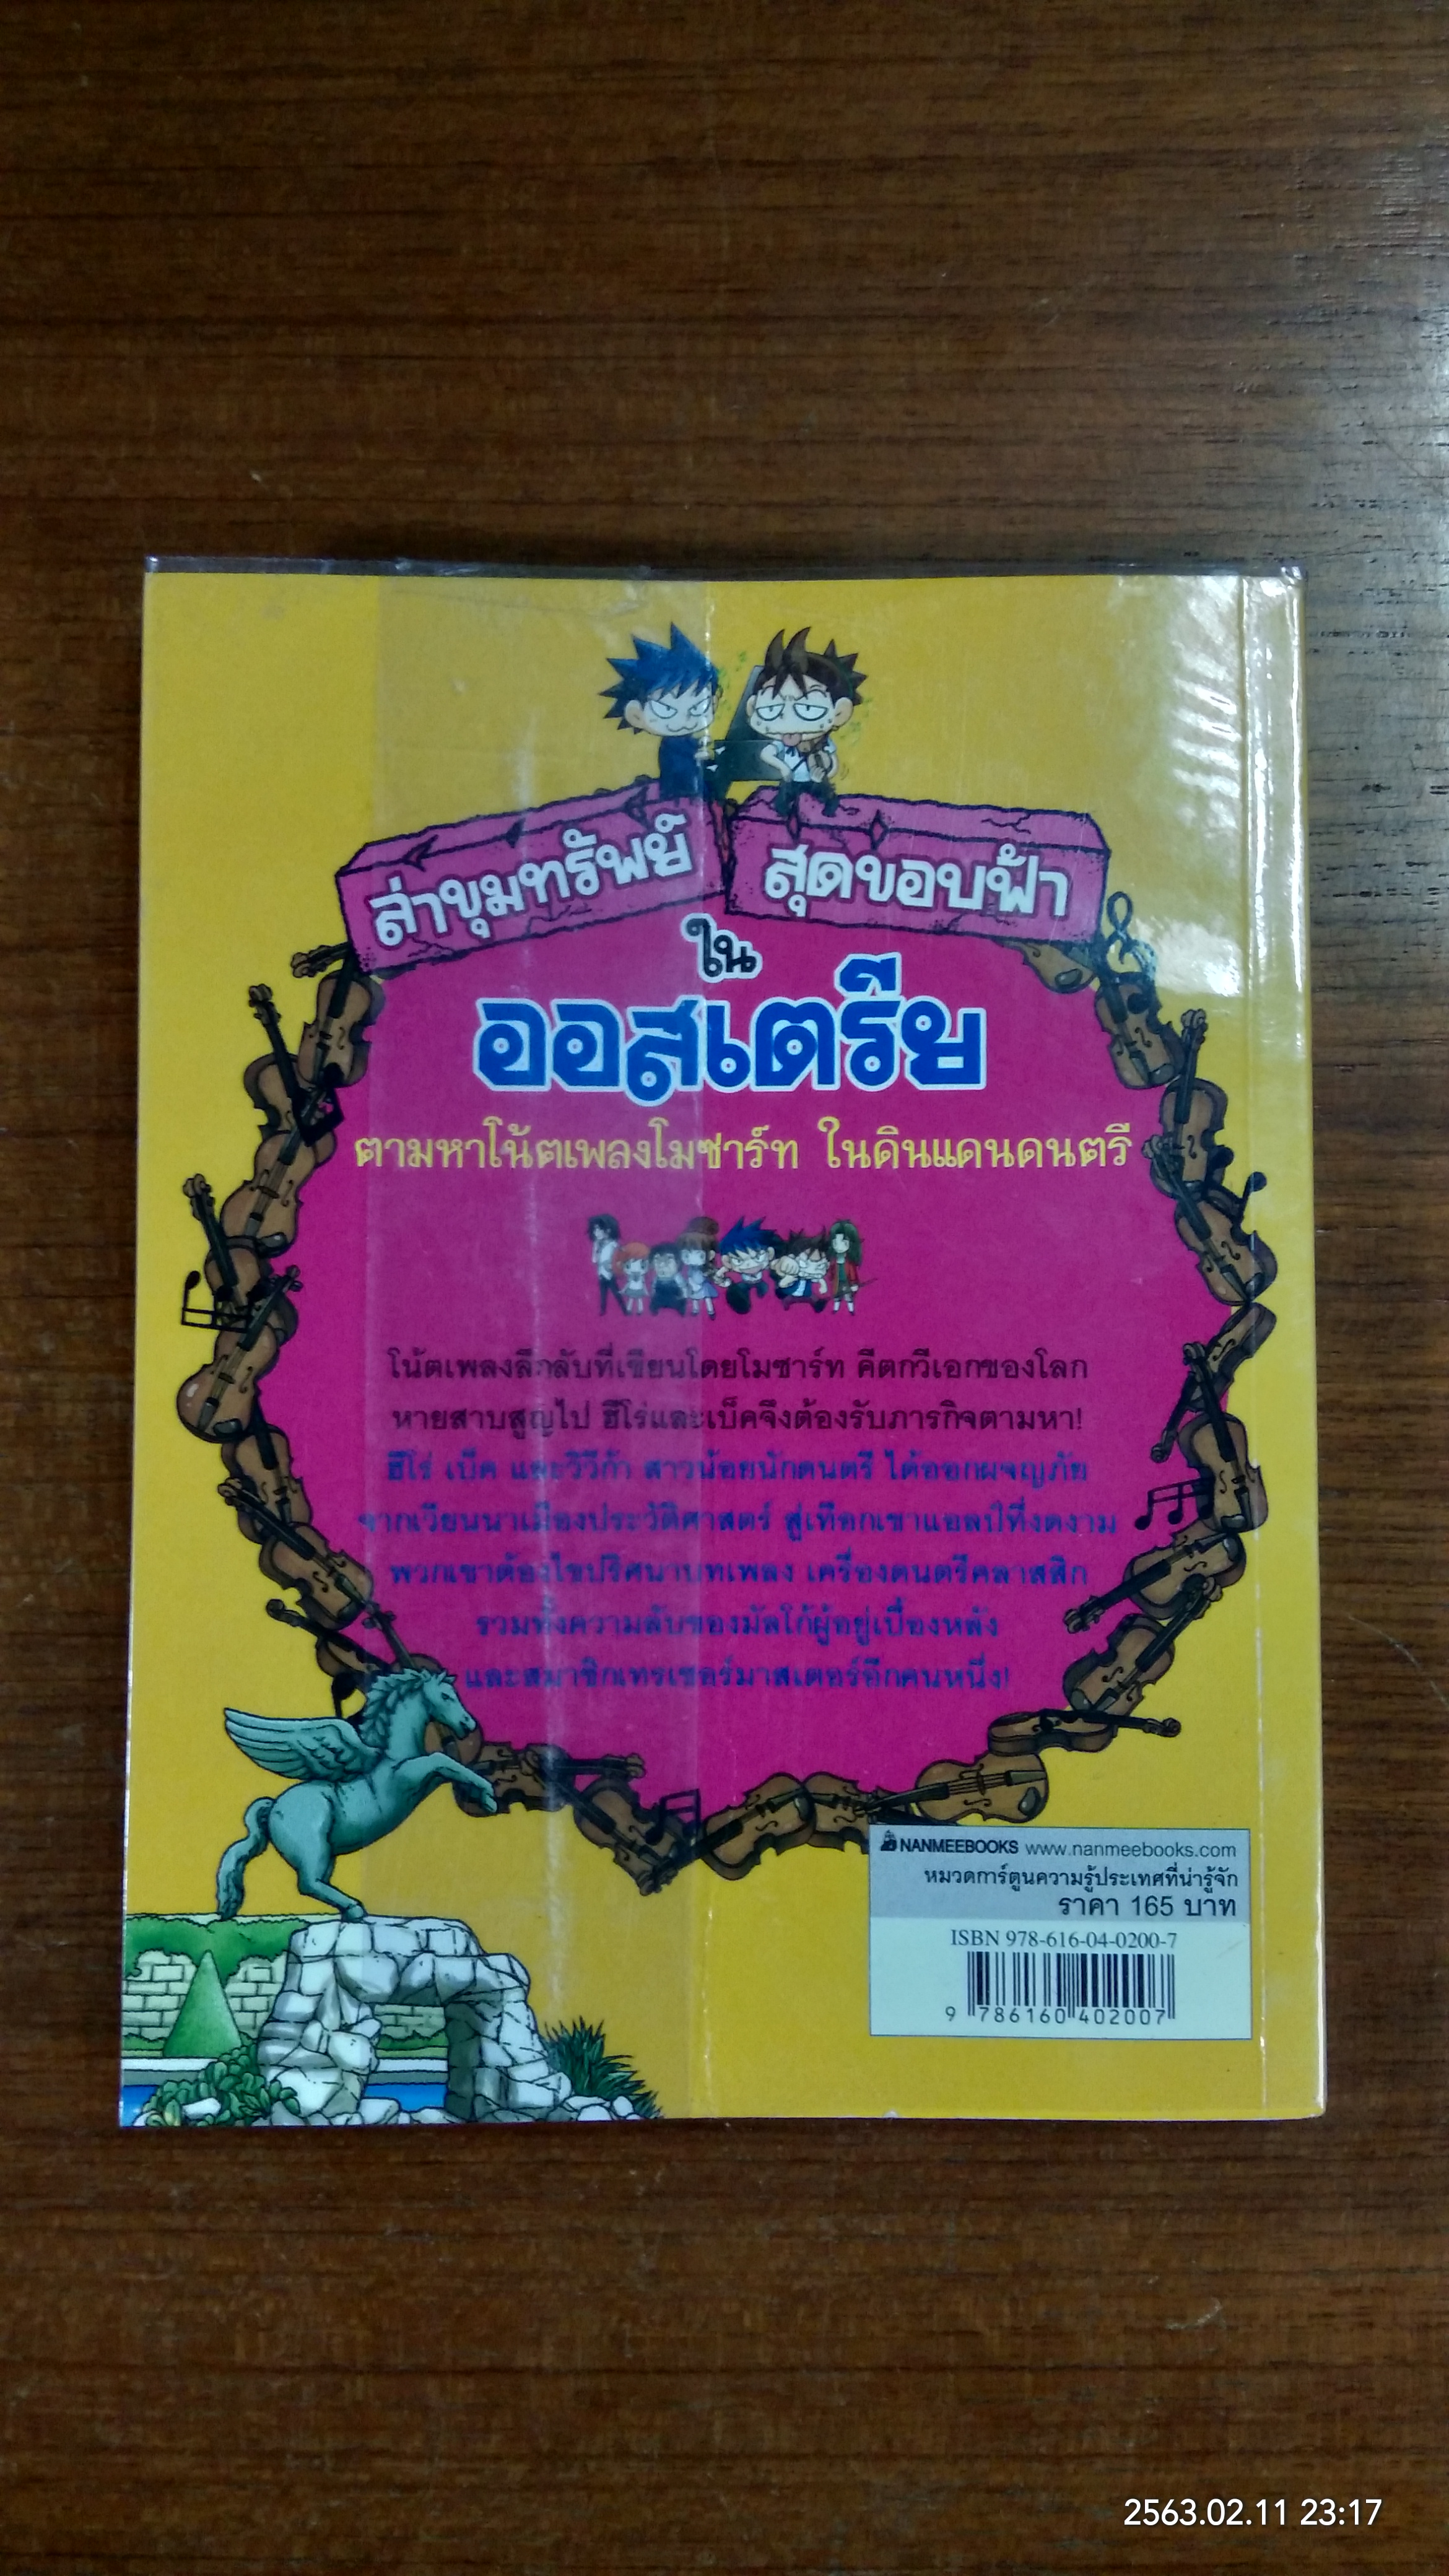 ล่าขุมทรัพย์ สุดขอบฟ้า
ใน
ออสเตรีย
ตามหาโน้ตเพลงโมซาร์ท ในดินแดนดนตรี
โน้ตเพลงลึกลับที่เขียนโดยโมซาร์ท คีตกวีเอกของโลก
หายสาบสูญไป ฮีโร่และเบ็คจึงต้องรับภารกิจตามหา!
ฮีโร่ เบ็ค และวีวีก้า สาวน้อยนักดนตรี ได้ออกผจญภัย
จากเวียนนาเมืองประวัติศาสตร์ สู่เทือกเขาแอลป์ที่งดงาม
พวกเขาต้องไขปริศนาบทเพลง เครื่องดนตรีคลาสสิก
รวมทั้งความลับของมัลโก้ผู้อยู่เบื้องหลัง
และสมาชิกเทรเชอร์มาสเตอร์อีกคนหนึ่ง!
NANMEEBOOKS www.nanmeebooks.com
หมวดการ์ตูนความรู้ประเทศที่น่ารู้จัก
ราคา 165 บาท
ISBN 978-616-04-0200-7
9 786160 402007
2563.02.11 23:17